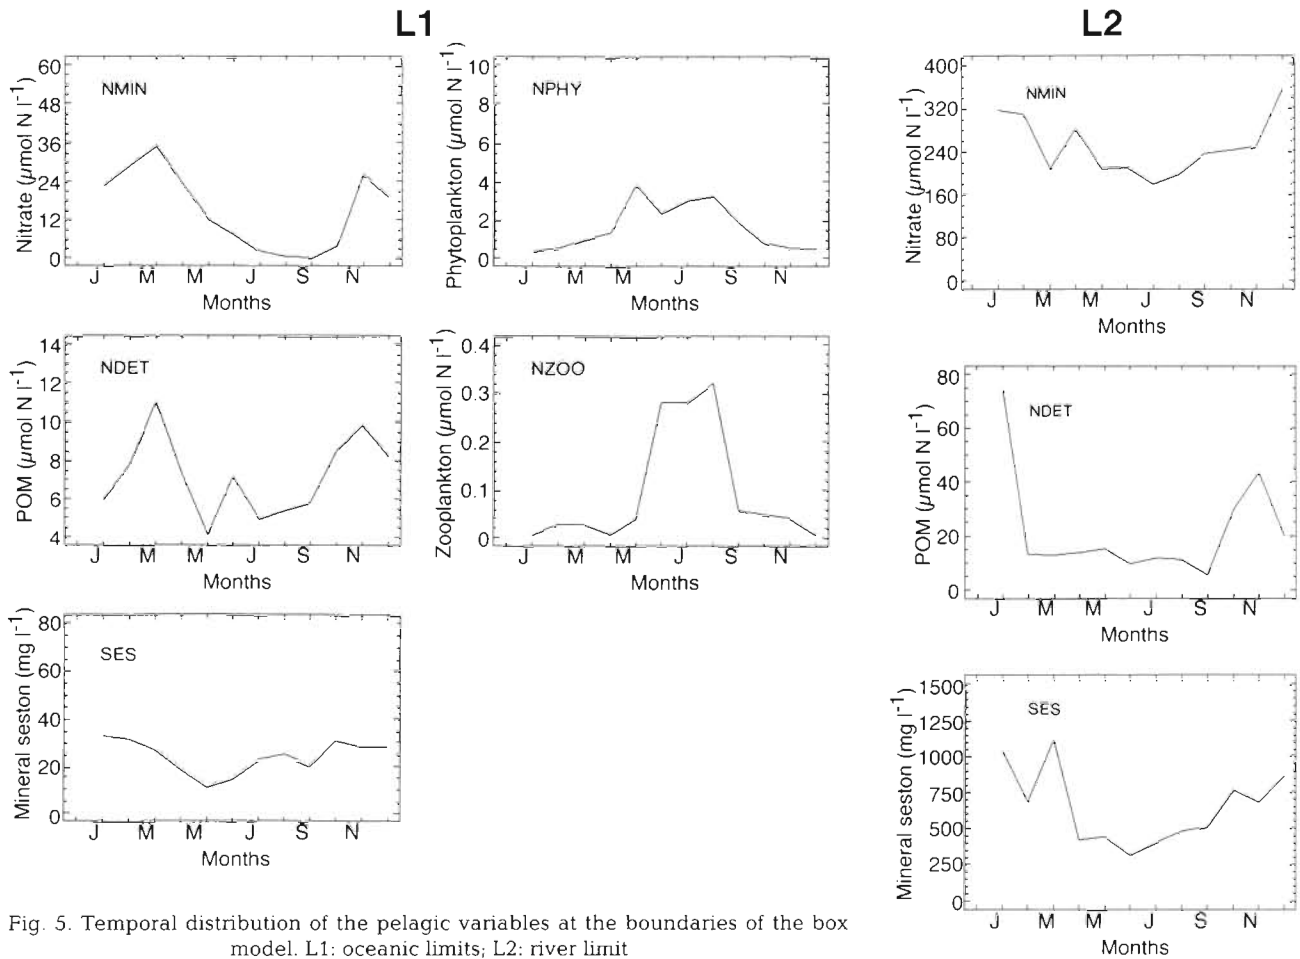 L1
L2
Nitrate (µmol N l⁻¹)
60
48
36
24
12
0
NMIN
J M M J S N
Months
Phytoplankton (µmol N l⁻¹)
10
8
6
4
2
0
NPHY
J M M J S N
Months
Nitrate (µmol N l⁻¹)
400
320
240
160
80
0
NMIN
J M M J S N
Months
POM (µmol N l⁻¹)
14
12
10
8
6
4
NDET
J M M J S N
Months
Zooplankton (µmol N l⁻¹)
0.4
0.3
0.2
0.1
0
NZOO
J M M J S N
Months
POM (µmol N l⁻¹)
80
60
40
20
0
NDET
J M M J S N
Months
Mineral seston (mg l⁻¹)
80
60
40
20
0
SES
J M M J S N
Months
Mineral seston (mg l⁻¹)
1500
1250
1000
750
500
250
0
SES
J M M J S N
Months
Fig. 5. Temporal distribution of the pelagic variables at the boundaries of the box
model. L1: oceanic limits; L2: river limit